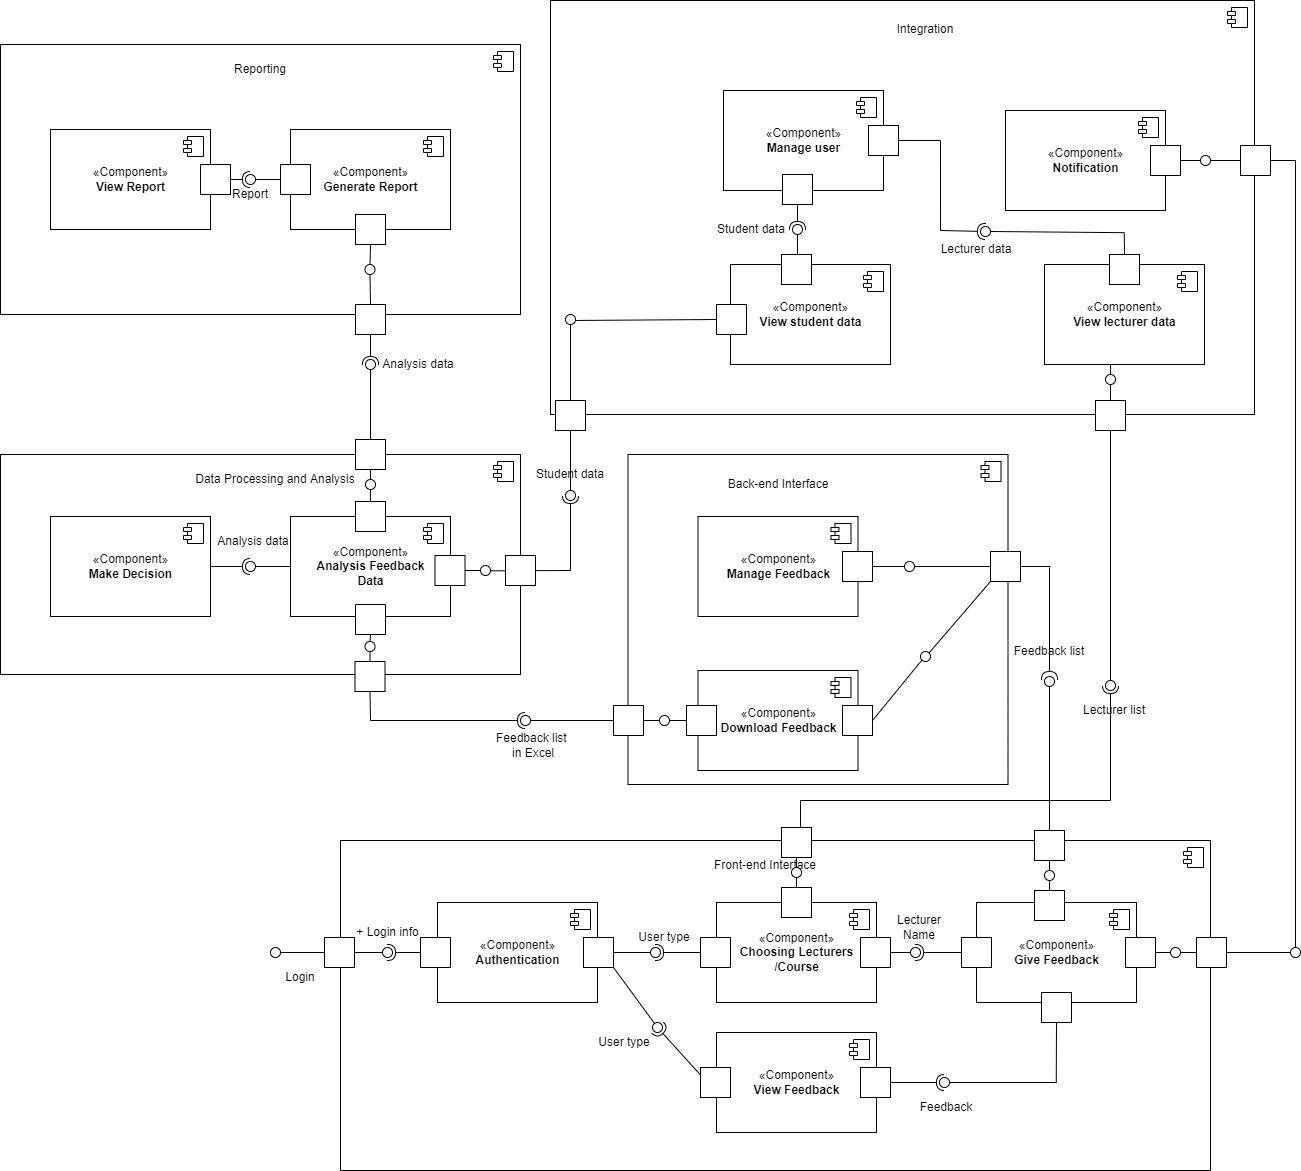 Integration
Reporting
«Component»
Manage user
«Component»
Notification
«Component»
View Report
Report
«Component»
Generate Report
Student data
Lecturer data
«Component»
View student data
«Component»
View lecturer data
Analysis data
Data Processing and Analysis
Student data
Back-end Interface
«Component»
Make Decision
Analysis data
«Component»
Analysis Feedback
Data
«Component»
Manage Feedback
Feedback list
Lecturer list
«Component»
Download Feedback
Feedback list
in Excel
Front-end Interface
Login
+ Login info
«Component»
Authentication
User type
«Component»
Choosing Lecturers
/Course
Lecturer
Name
«Component»
Give Feedback
User type
«Component»
View Feedback
Feedback